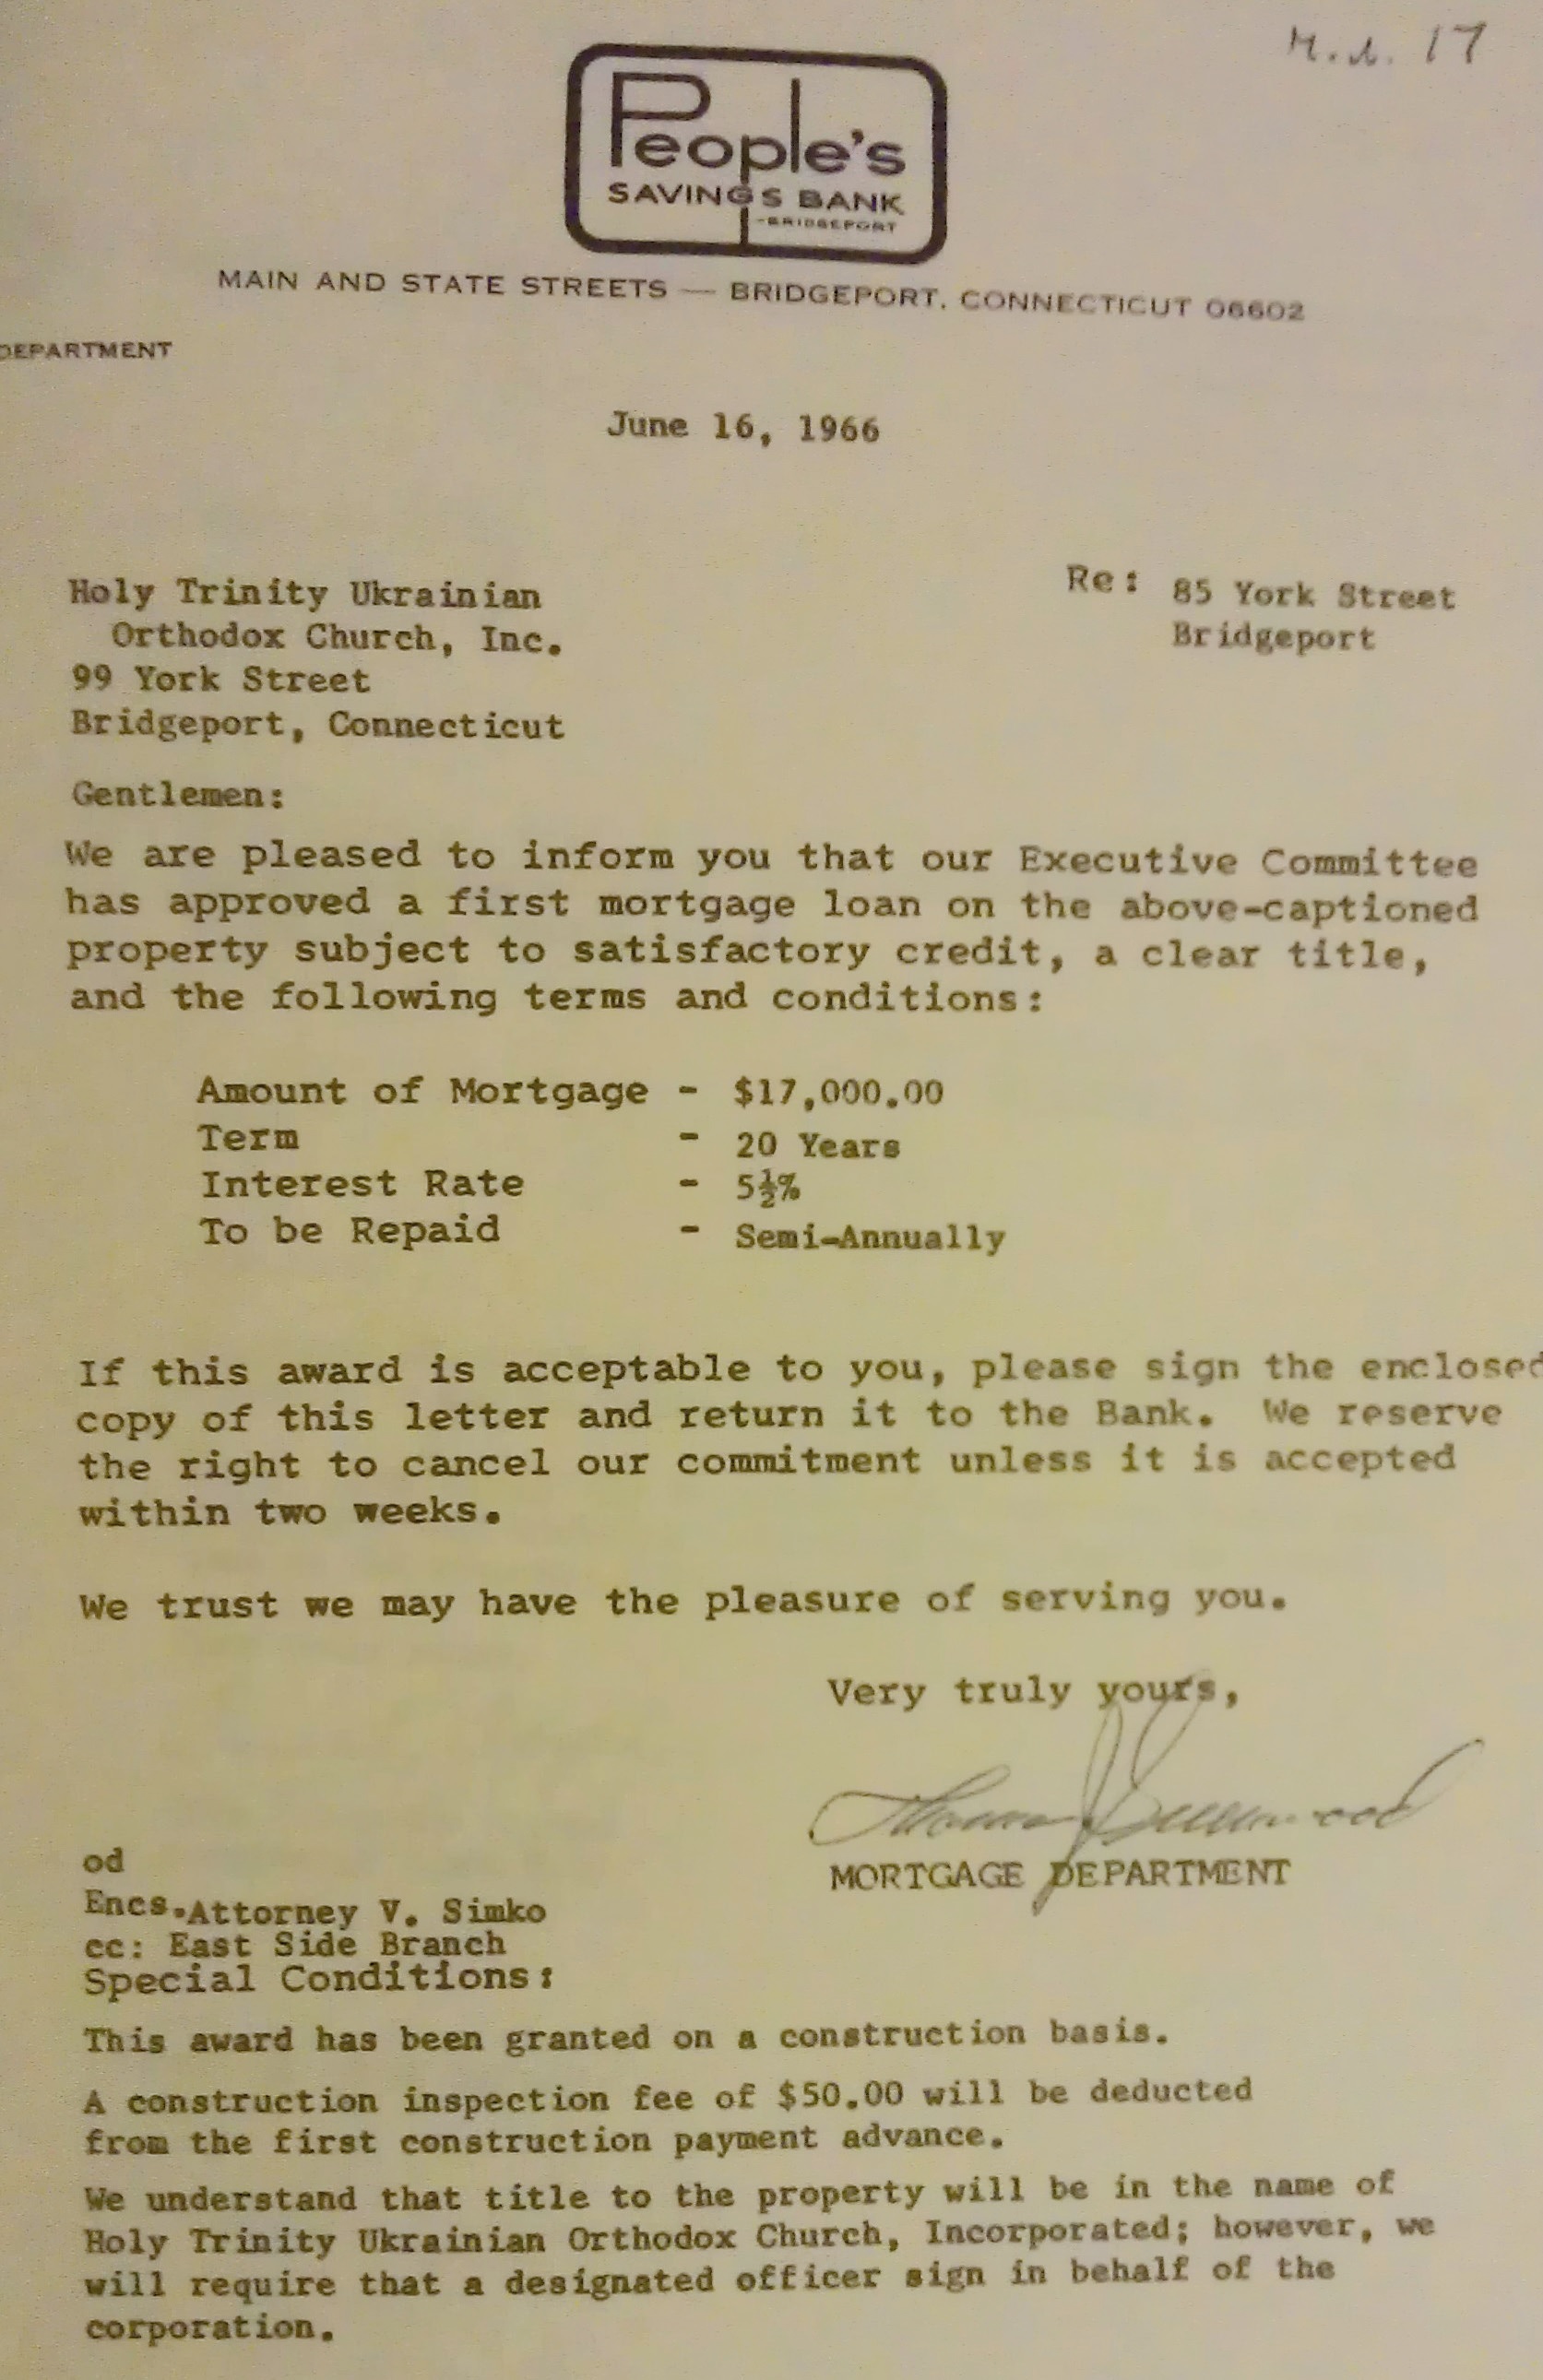 17
People's
SAVINGS BANK
-BRIDGEPORT
MAIN AND STATE STREETS — BRIDGEPORT, CONNECTICUT 06602
DEPARTMENT
June 16, 1966
Holy Trinity Ukrainian
Orthodox Church, Inc.
99 York Street
Bridgeport, Connecticut
Re: 85 York Street
Bridgeport
Gentlemen:
We are pleased to inform you that our Executive Committee
has approved a first mortgage loan on the above-captioned
property subject to satisfactory credit, a clear title,
and the following terms and conditions:
Amount of Mortgage - $17,000.00
Term - 20 Years
Interest Rate - 5½%
To be Repaid - Semi-Annually
If this award is acceptable to you, please sign the enclosed
copy of this letter and return it to the Bank. We reserve
the right to cancel our commitment unless it is accepted
within two weeks.
We trust we may have the pleasure of serving you.
Very truly yours,
Thomas J Greenwood
MORTGAGE DEPARTMENT
od
Encs. Attorney V. Simko
cc: East Side Branch
Special Conditions:
This award has been granted on a construction basis.
A construction inspection fee of $50.00 will be deducted
from the first construction payment advance.
We understand that title to the property will be in the name of
Holy Trinity Ukrainian Orthodox Church, Incorporated; however, we
will require that a designated officer sign in behalf of the
corporation.